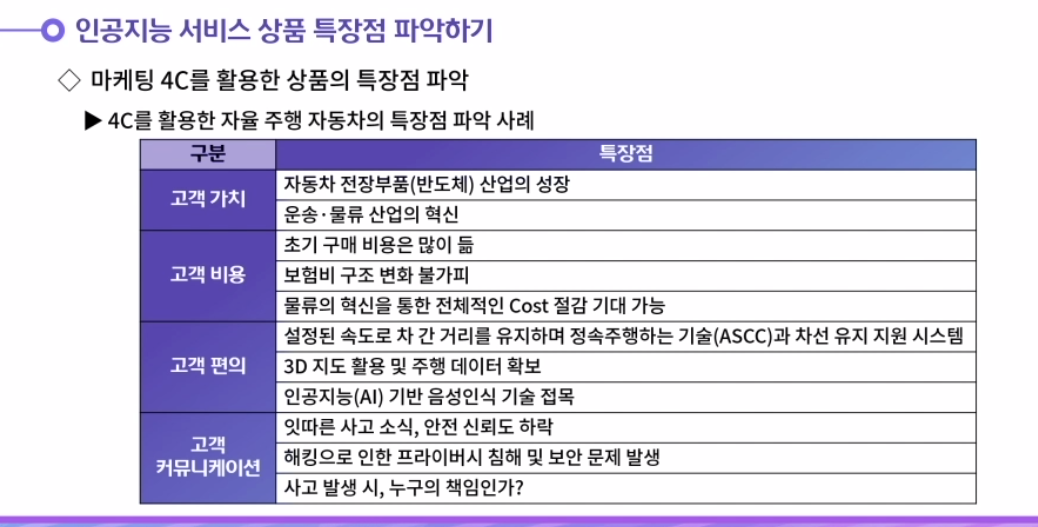 인공지능 서비스 상품 특장점 파악하기
◇ 마케팅 4C를 활용한 상품의 특장점 파악
▶ 4C를 활용한 자율 주행 자동차의 특장점 파악 사례
구분 특장점
고객 가치
자동차 전장부품(반도체) 산업의 성장
운송·물류 산업의 혁신
고객 비용
초기 구매 비용은 많이 듦
보험비 구조 변화 불가피
물류의 혁신을 통한 전체적인 Cost 절감 기대 가능
고객 편의
설정된 속도로 차 간 거리를 유지하며 정속주행하는 기술(ASCC)과 차선 유지 지원 시스템
3D 지도 활용 및 주행 데이터 확보
인공지능(AI) 기반 음성인식 기술 접목
고객
커뮤니케이션
잇따른 사고 소식, 안전 신뢰도 하락
해킹으로 인한 프라이버시 침해 및 보안 문제 발생
사고 발생 시, 누구의 책임인가?